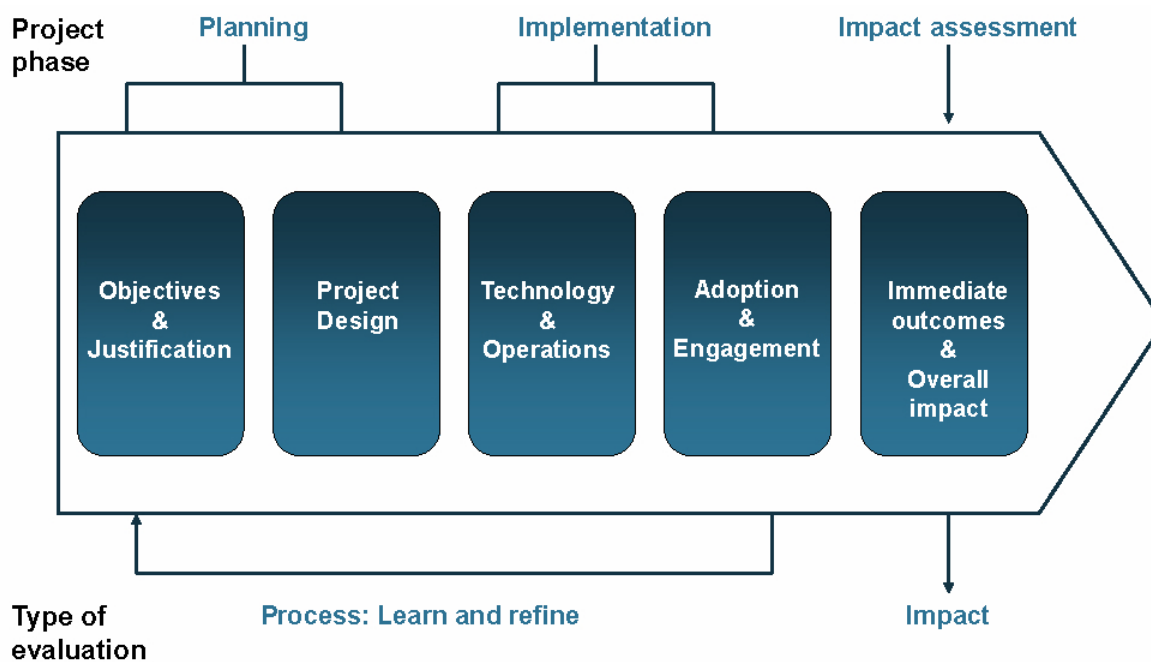 Project
phase
Planning
Implementation
Impact assessment
Objectives
&
Justification
Project
Design
Technology
&
Operations
Adoption
&
Engagement
Immediate
outcomes
&
Overall
impact
Type of
evaluation
Process: Learn and refine
Impact